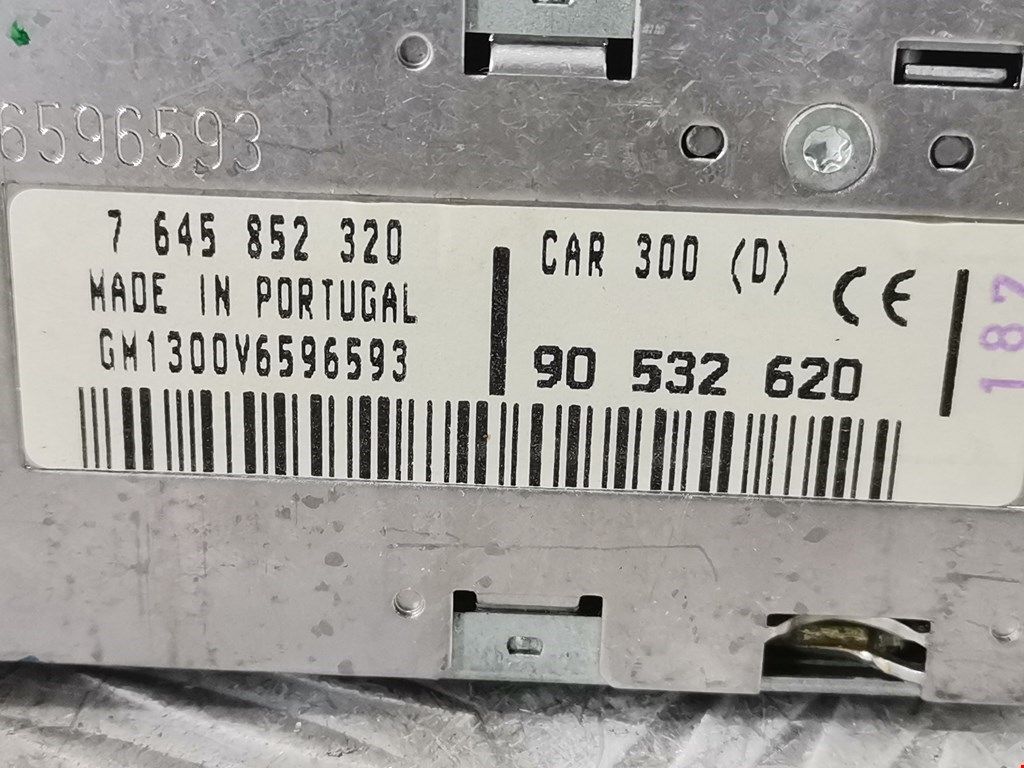 6596593
7 645 852 320
MADE IN PORTUGAL
GM1300V6596593
CAR 300 (D)
CE
90 532 620
187